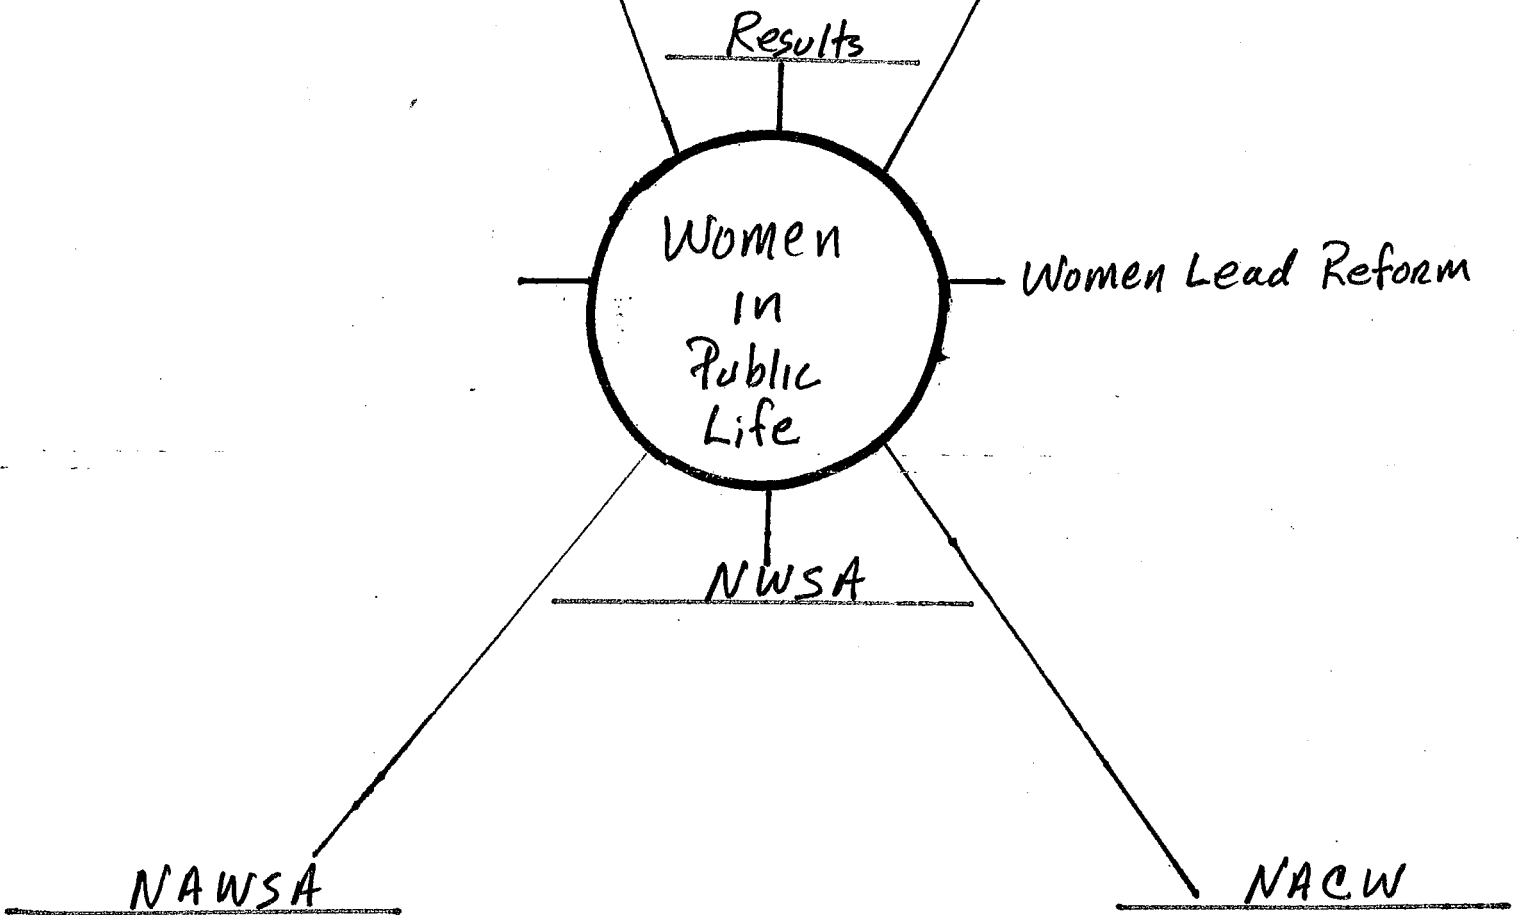 Results
Women
in
Public
Life
Women Lead Reform
NWSA
NAWSA
NACW